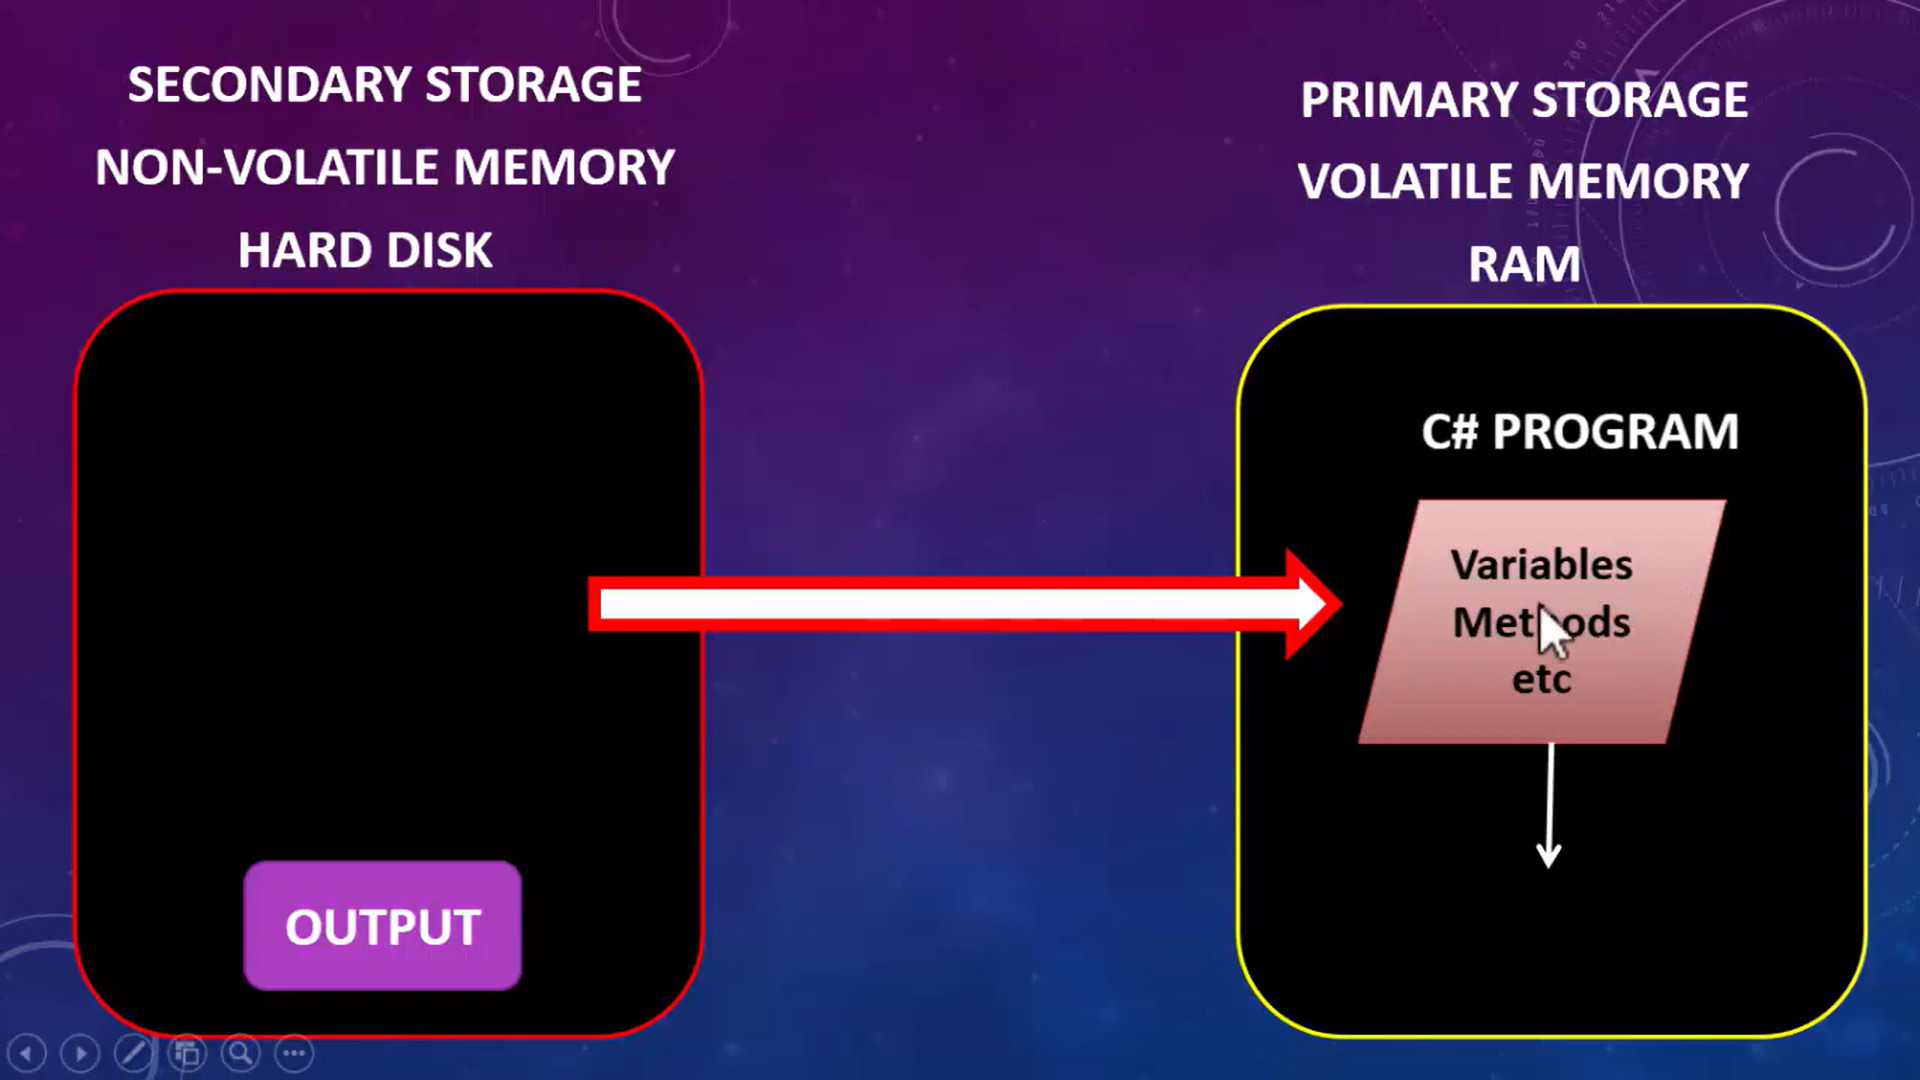 SECONDARY STORAGE
NON-VOLATILE MEMORY
HARD DISK
OUTPUT
PRIMARY STORAGE
VOLATILE MEMORY
RAM
C# PROGRAM
Variables
Methods
etc